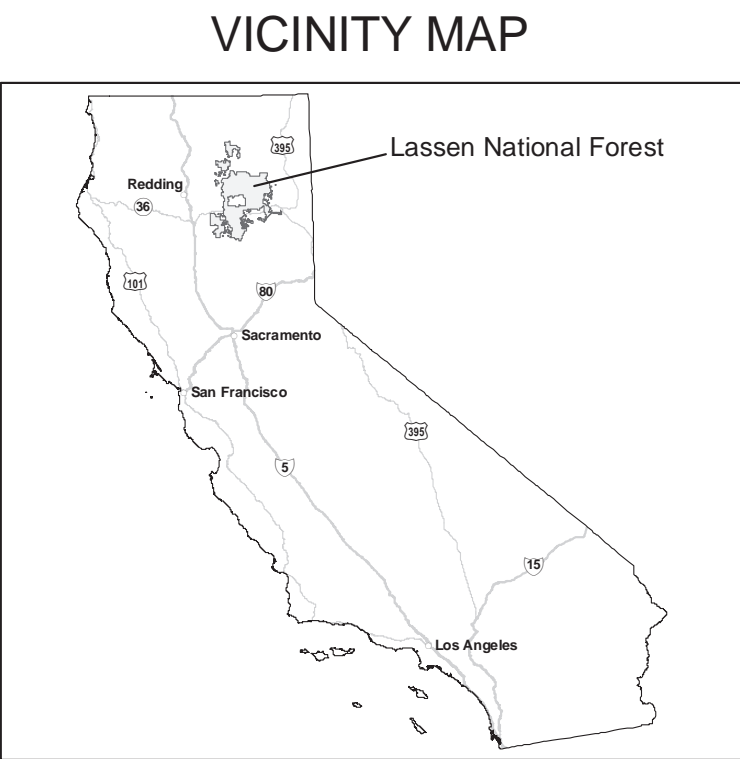 VICINITY MAP
395
Lassen National Forest
Redding
36
101
80
Sacramento
San Francisco
395
5
15
Los Angeles